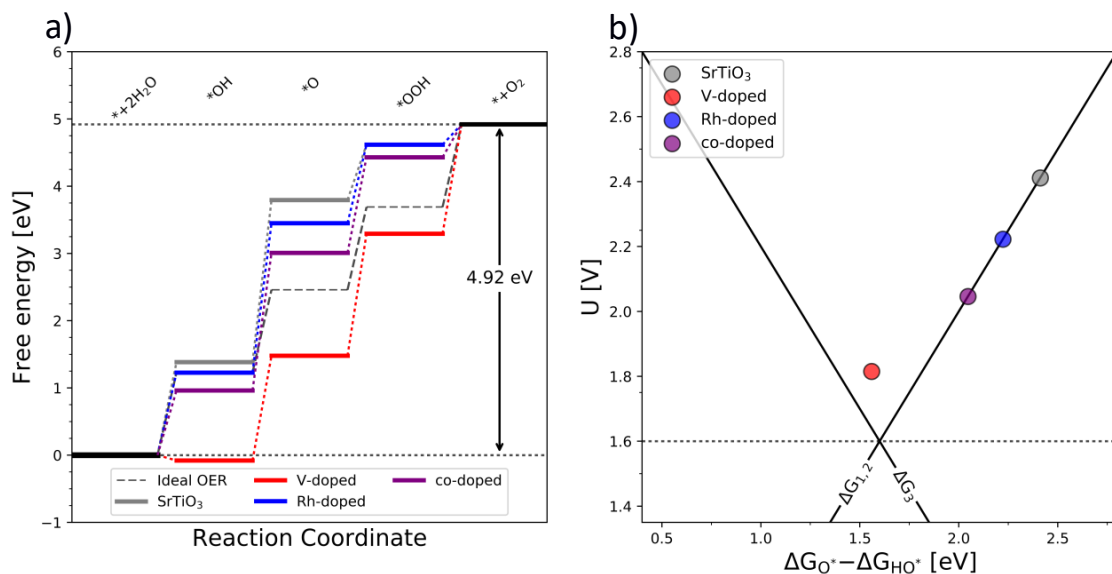 a)
Free energy [eV]
6
5
4
3
2
1
0
−1
*+2H₂O
*OH
*O
*OOH
*+O₂
4.92 eV
Ideal OER
SrTiO₃
V-doped
Rh-doped
co-doped
Reaction Coordinate
b)
U [V]
2.8
2.6
2.4
2.2
2.0
1.8
1.6
1.4
SrTiO₃
V-doped
Rh-doped
co-doped
ΔG₁,₂
ΔG₃
0.5 1.0 1.5 2.0 2.5
ΔG_O*−ΔG_HO* [eV]